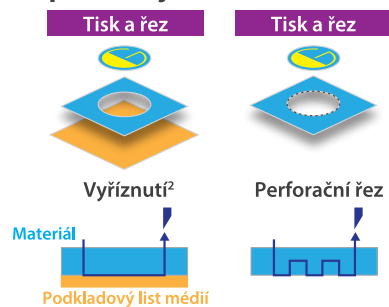 Tisk a řez
Tisk a řez
Vyříznutí²
Perforační řez
Materiál
Podkladový list médií